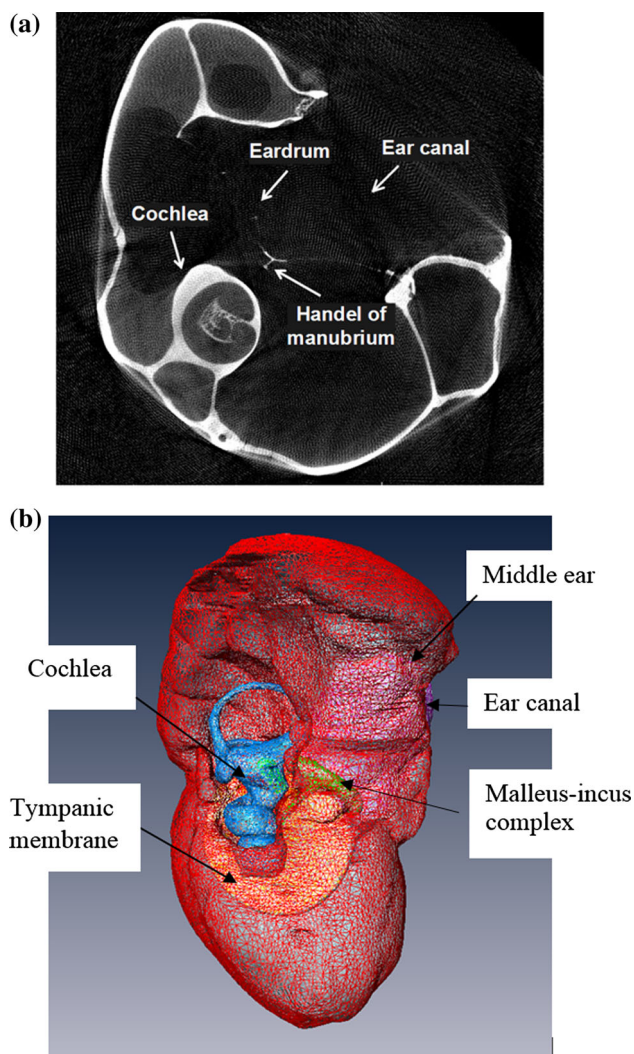 (a)
Eardrum
Ear canal
Cochlea
Handel of
manubrium
(b)
Middle ear
Cochlea
Ear canal
Malleus-incus
complex
Tympanic
membrane